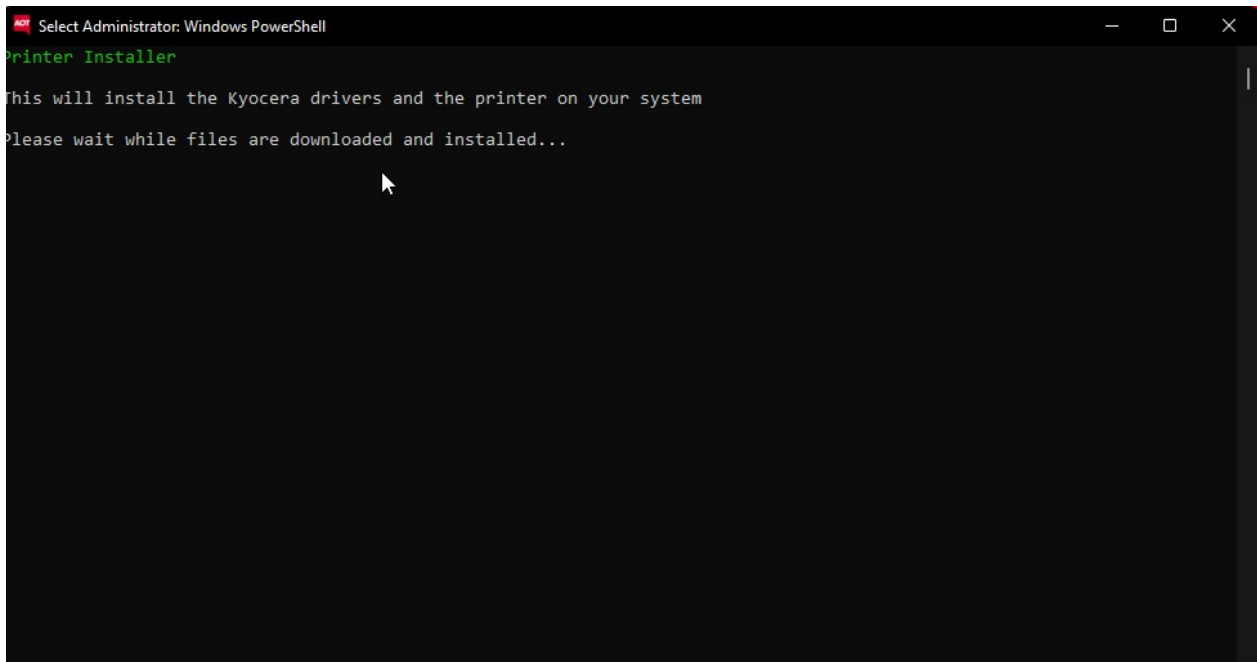 AOT
Select Administrator: Windows PowerShell
Printer Installer
This will install the Kyocera drivers and the printer on your system
Please wait while files are downloaded and installed...